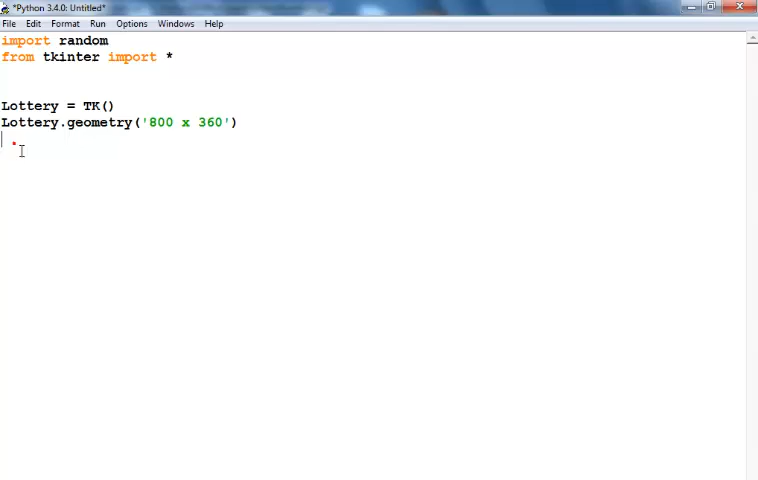 *Python 3.4.0: Untitled*
File Edit Format Run Options Windows Help
import random
from tkinter import *
Lottery = TK()
Lottery.geometry('800 x 360')